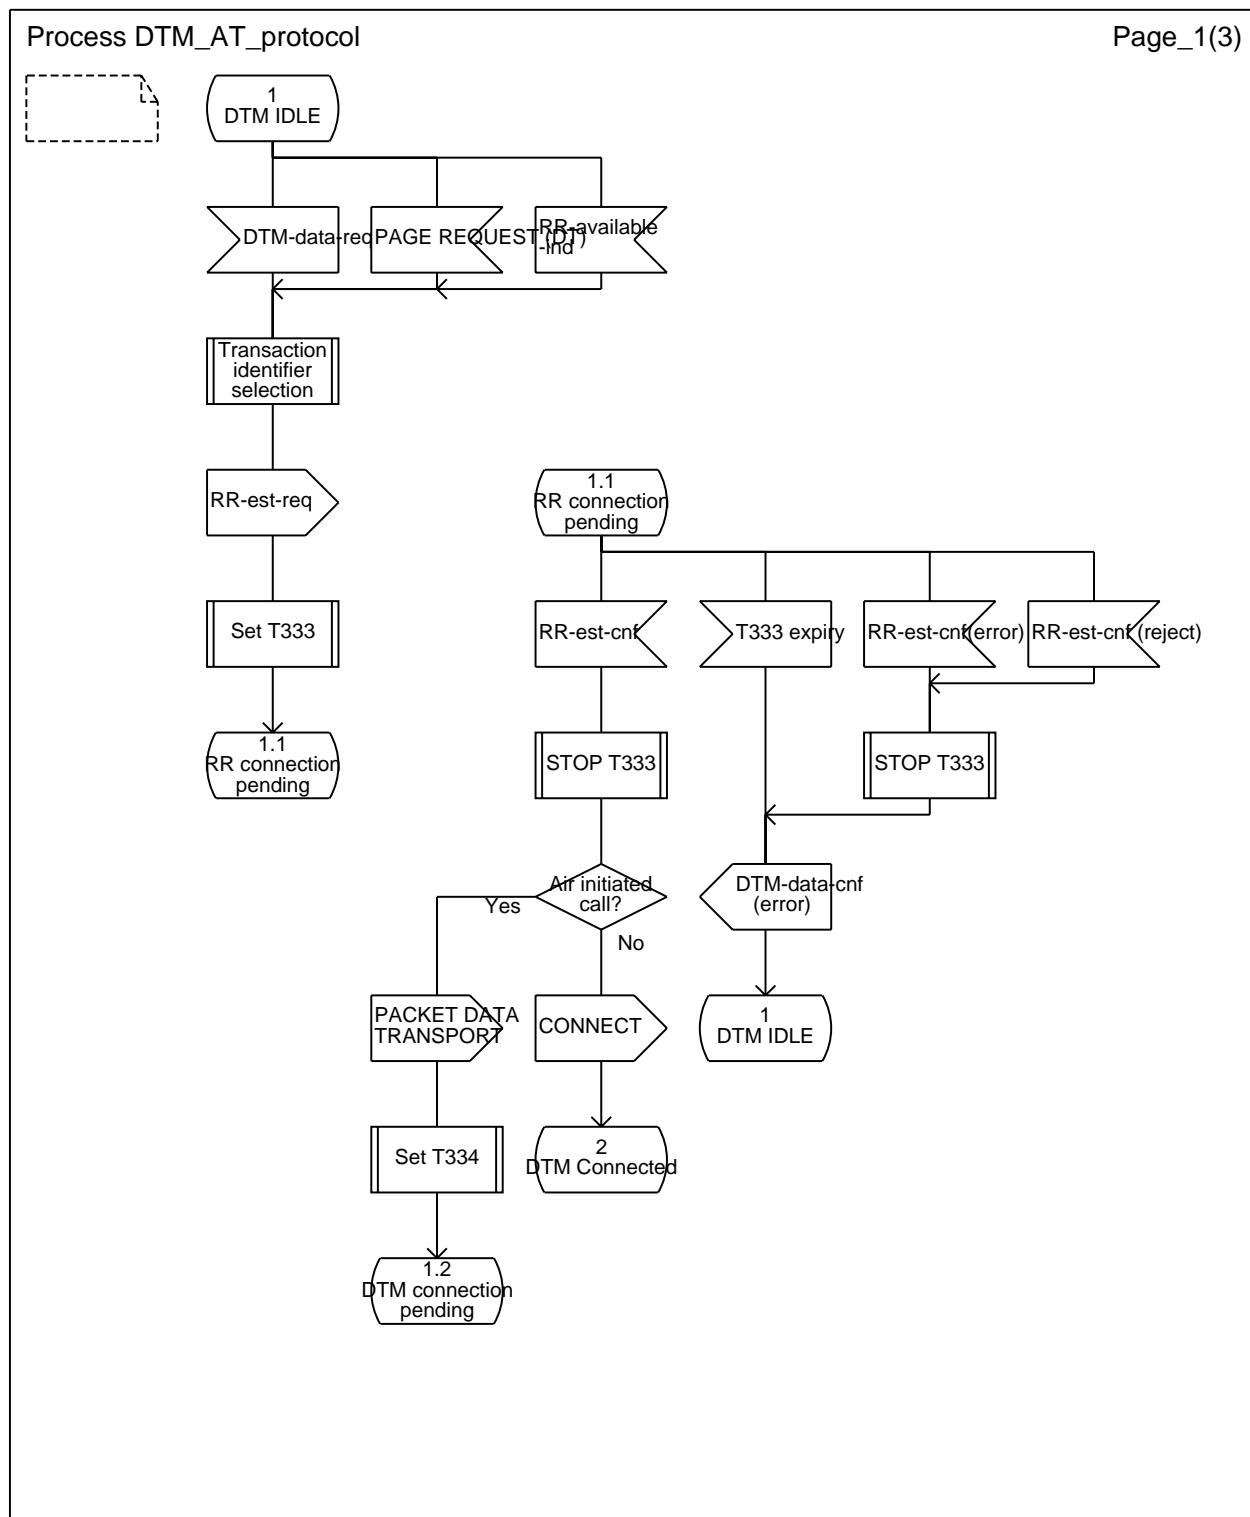 Process DTM_AT_protocol
Page_1(3)
1
DTM IDLE
DTM-data-req
PAGE REQUEST (DT)
RR-available
-ind
Transaction
identifier
selection
RR-est-req
Set T333
1.1
RR connection
pending
1.1
RR connection
pending
RR-est-cnf
T333 expiry
RR-est-cnf(error)
RR-est-cnf (reject)
STOP T333
STOP T333
Air initiated
call?
Yes
No
DTM-data-cnf
(error)
PACKET DATA
TRANSPORT
CONNECT
1
DTM IDLE
Set T334
2
DTM Connected
1.2
DTM connection
pending